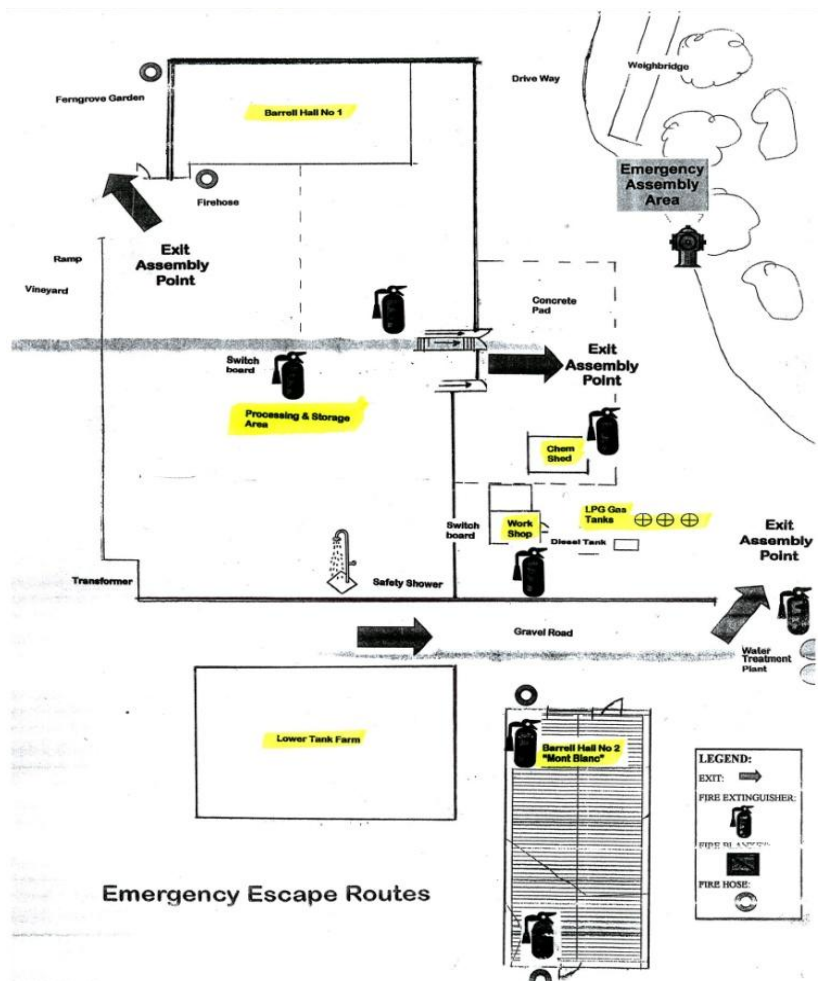 Weighbridge
Drive Way
Ferngrove Garden
Barrell Hall No 1
Emergency
Assembly
Area
Firehose
Exit
Assembly
Point
Ramp
Vineyard
Concrete
Pad
Switch
board
Exit
Assembly
Point
Processing & Storage
Area
Chem
Shed
LPG Gas
Tanks
Switch
board
Work
Shop
Diesel Tank
Exit
Assembly
Point
Transformer
Safety Shower
Gravel Road
Water
Treatment
Plant
Lower Tank Farm
Barrell Hall No 2
"Mont Blanc"
LEGEND:
EXIT:
FIRE EXTINGUISHER:
FIRE BLANKET:
FIRE HOSE:
Emergency Escape Routes